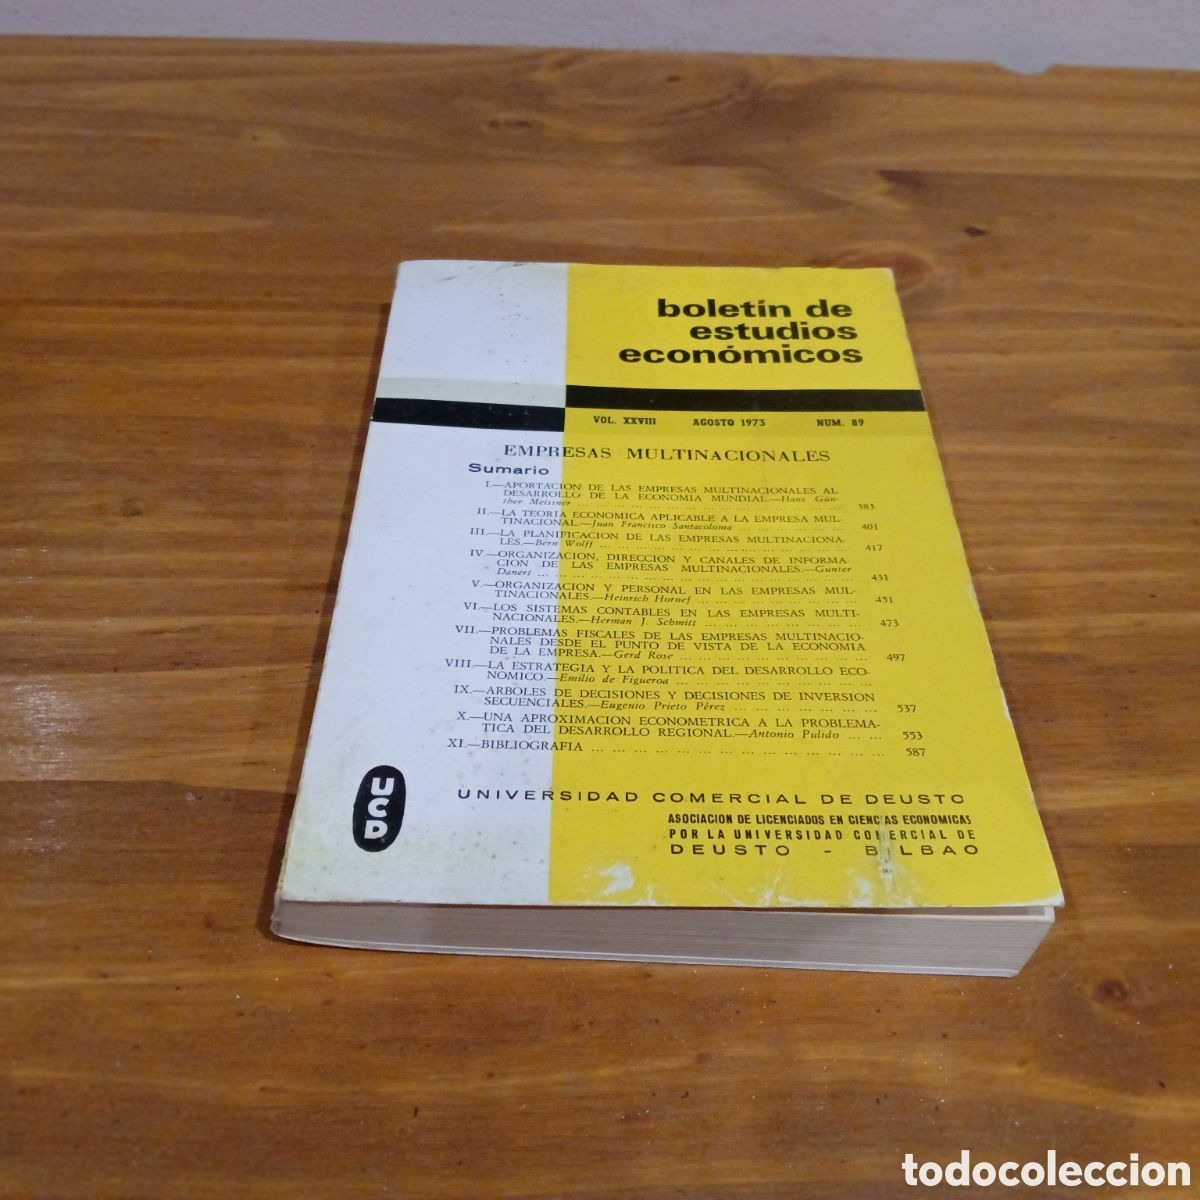 boletín de
estudios
económicos
VOL. XXVIII AGOSTO 1973 NUM. 89
EMPRESAS MULTINACIONALES
Sumario
I.—APORTACION DE LAS EMPRESAS MULTINACIONALES AL
DESARROLLO DE LA ECONOMIA MUNDIAL.—Hans Gün-
ther Meissner ... ... ... ... ... ... ... ... ... ... ... ... ... ... ... 383
II.—LA TEORIA ECONOMICA APLICABLE A LA EMPRESA MUL-
TINACIONAL.—Juan Francisco Santacoloma ... ... ... ... ... ... 401
III.—LA PLANIFICACION DE LAS EMPRESAS MULTINACIONA-
LES.—Bern Wolff ... ... ... ... ... ... ... ... ... ... ... ... ... ... 417
IV.—ORGANIZACION, DIRECCION Y CANALES DE INFORMA-
CION DE LAS EMPRESAS MULTINACIONALES.—Gunter
Danert ... ... ... ... ... ... ... ... ... ... ... ... ... ... ... ... ... ... 431
V.—ORGANIZACION Y PERSONAL EN LAS EMPRESAS MUL-
TINACIONALES.—Heinrich Hornef ... ... ... ... ... ... ... ... ... 451
VI.—LOS SISTEMAS CONTABLES EN LAS EMPRESAS MULTI-
NACIONALES.—Herman J. Schmitt ... ... ... ... ... ... ... ... ... 473
VII.—PROBLEMAS FISCALES DE LAS EMPRESAS MULTINACIO-
NALES DESDE EL PUNTO DE VISTA DE LA ECONOMIA
DE LA EMPRESA.—Gerd Rose ... ... ... ... ... ... ... ... ... ... 497
VIII.—LA ESTRATEGIA Y LA POLITICA DEL DESARROLLO ECO-
NOMICO.—Emilio de Figueroa ... ... ... ... ... ... ... ... ... ... ...
IX.—ARBOLES DE DECISIONES Y DECISIONES DE INVERSION
SECUENCIALES.—Eugenio Prieto Pérez ... ... ... ... ... ... ... 537
X.—UNA APROXIMACION ECONOMETRICA A LA PROBLEMA-
TICA DEL DESARROLLO REGIONAL.—Antonio Pulido ... ... 553
XI.—BIBLIOGRAFIA ... ... ... ... ... ... ... ... ... ... ... ... ... ... 587
UCD
UNIVERSIDAD COMERCIAL DE DEUSTO
ASOCIACION DE LICENCIADOS EN CIENCIAS ECONOMICAS
POR LA UNIVERSIDAD COMERCIAL DE
DEUSTO - BILBAO
todocoleccion